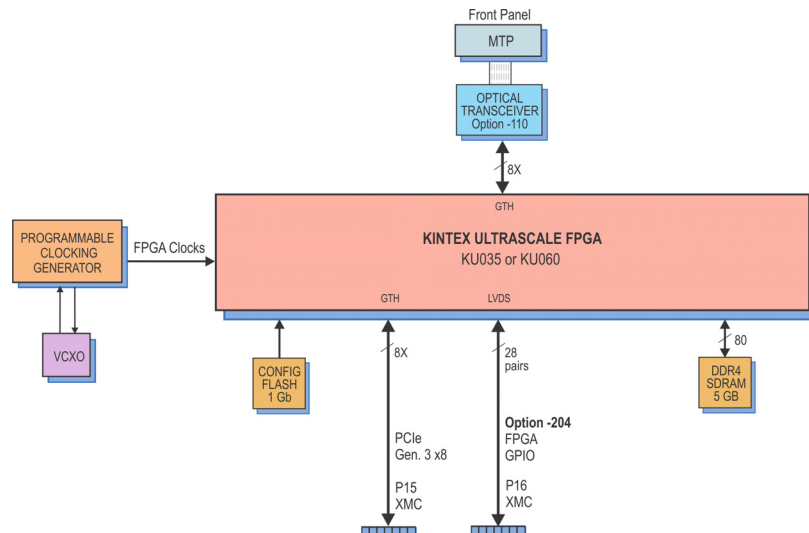 Front Panel
MTP
OPTICAL
TRANSCEIVER
Option -110
8X
GTH
KINTEX ULTRASCALE FPGA
KU035 or KU060
PROGRAMMABLE
CLOCKING
GENERATOR
FPGA Clocks
GTH
LVDS
VCXO
CONFIG
FLASH
1 Gb
8X
28
pairs
80
DDR4
SDRAM
5 GB
PCIe
Gen. 3 x8
Option -204
FPGA
GPIO
P15
XMC
P16
XMC